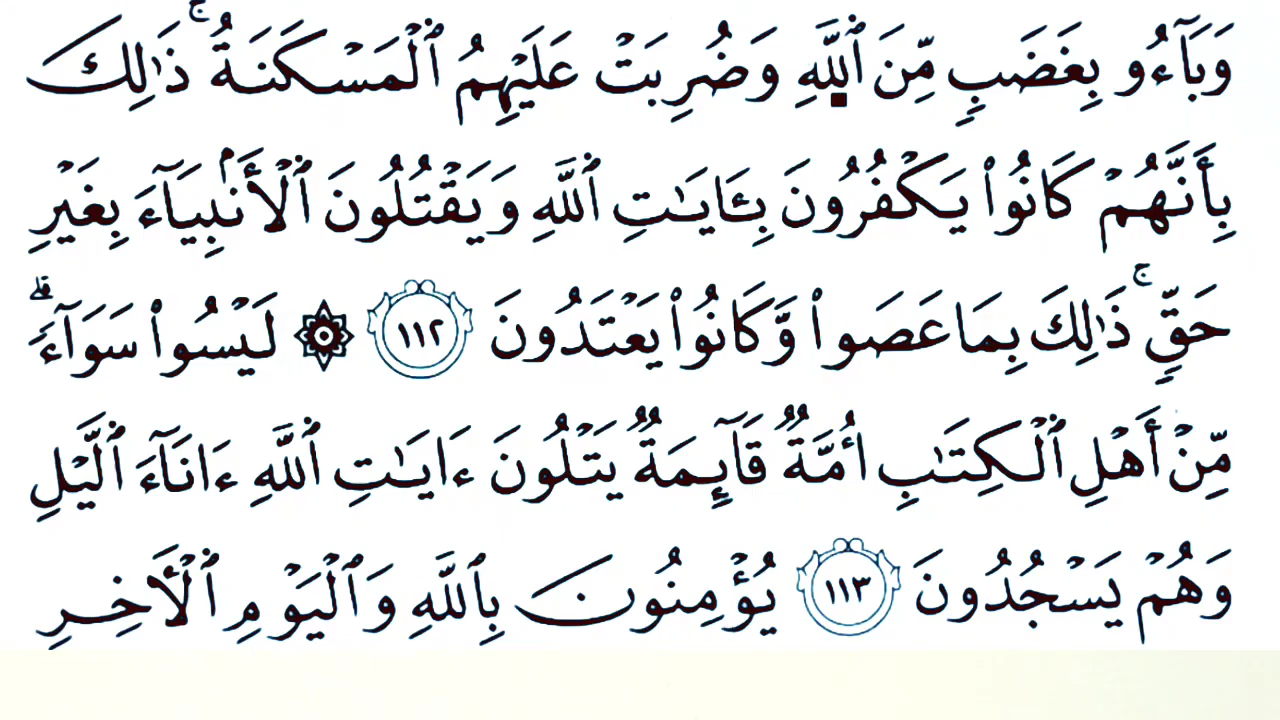 وَبَآءُو بِغَضَبٍ مِّنَ ٱللَّهِ وَضُرِبَتْ عَلَيْهِمُ ٱلْمَسْكَنَةُ ۚ ذَٰلِكَ
بِأَنَّهُمْ كَانُوا۟ يَكْفُرُونَ بِـَٔايَـٰتِ ٱللَّهِ وَيَقْتُلُونَ ٱلْأَنۢبِيَآءَ بِغَيْرِ
حَقٍّ ۚ ذَٰلِكَ بِمَا عَصَوا۟ وَّكَانُوا۟ يَعْتَدُونَ ١١٢ ۞ لَيْسُوا۟ سَوَآءً ۗ
مِّنْ أَهْلِ ٱلْكِتَـٰبِ أُمَّةٌ قَآئِمَةٌ يَتْلُونَ ءَايَـٰتِ ٱللَّهِ ءَانَآءَ ٱلَّيْلِ
وَهُمْ يَسْجُدُونَ ١١٣ يُؤْمِنُونَ بِٱللَّهِ وَٱلْيَوْمِ ٱلْـَٔاخِرِ